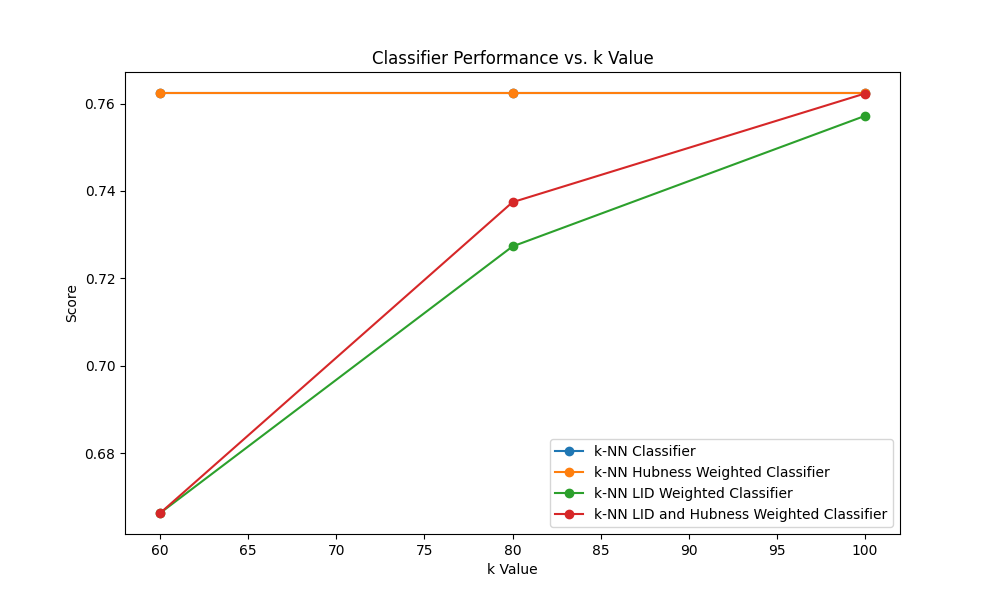 Classifier Performance vs. k Value
Score
0.76
0.74
0.72
0.70
0.68
k-NN Classifier
k-NN Hubness Weighted Classifier
k-NN LID Weighted Classifier
k-NN LID and Hubness Weighted Classifier
60 65 70 75 80 85 90 95 100
k Value